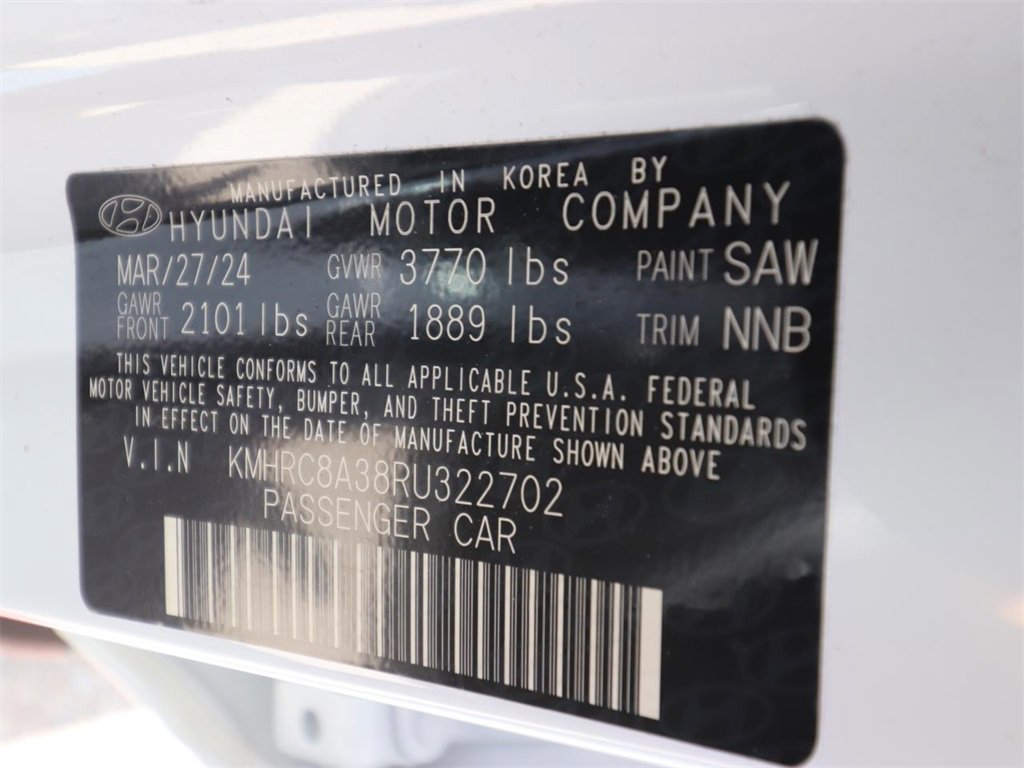 MANUFACTURED IN KOREA BY
HYUNDAI MOTOR COMPANY
MAR/27/24 GVWR 3770 lbs PAINT SAW
GAWR FRONT 2101 lbs GAWR REAR 1889 lbs TRIM NNB
THIS VEHICLE CONFORMS TO ALL APPLICABLE U.S.A. FEDERAL
MOTOR VEHICLE SAFETY, BUMPER, AND THEFT PREVENTION STANDARDS
IN EFFECT ON THE DATE OF MANUFACTURE SHOWN ABOVE
V.I.N KMHRC8A38RU322702
PASSENGER CAR